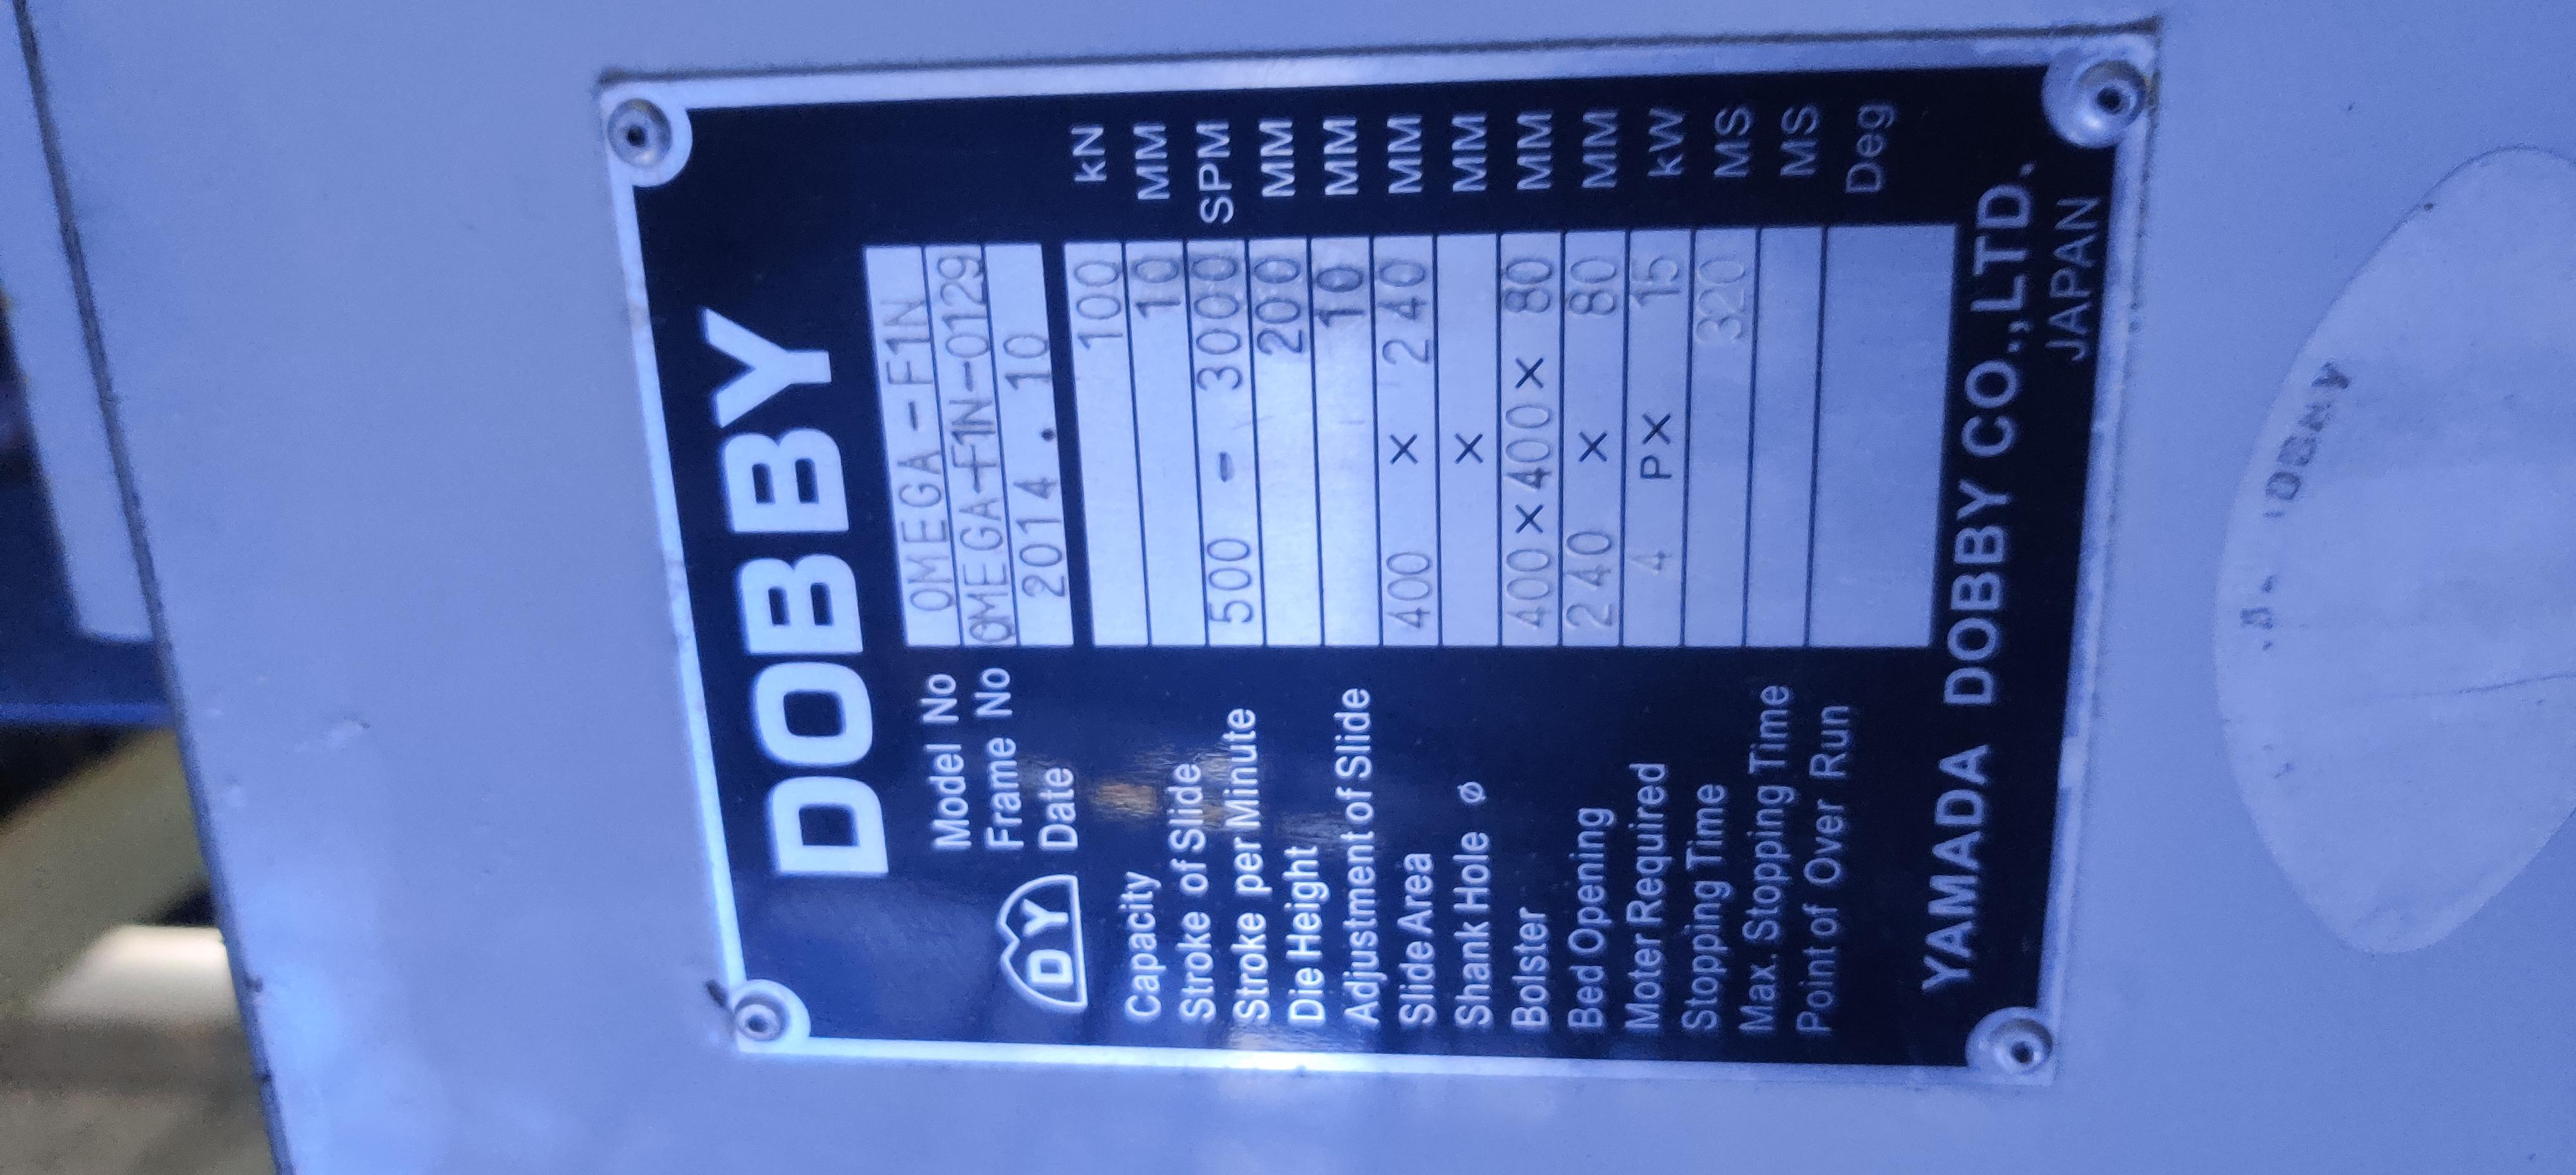 DOBBY
Model No OMEGA-F1N
Frame No OMEGA-F1N-0129
DY Date 2014 . 10
Capacity 100 kN
Stroke of Slide 10 MM
Stroke per Minute 500 - 3000 SPM
Die Height 200 MM
Adjustment of Slide 10 MM
Slide Area 400 × 240 MM
Shank Hole ø × MM
Bolster 400×400× 80 MM
Bed Opening 240 × 80 MM
Moter Required 4 P× 15 kW
Stopping Time 320 MS
Max. Stopping Time MS
Point of Over Run Deg
YAMADA DOBBY CO.,LTD.
JAPAN